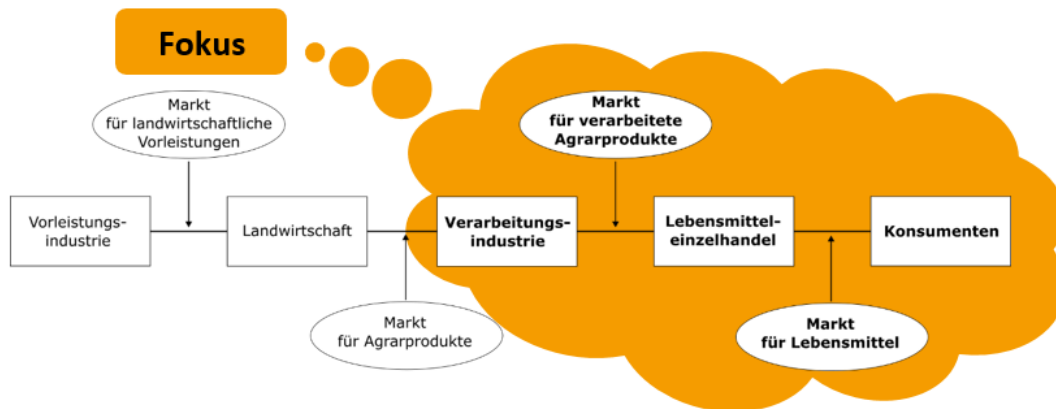 Fokus
Markt
für landwirtschaftliche
Vorleistungen
Markt
für verarbeitete
Agrarprodukte
Vorleistungs-
industrie
Landwirtschaft
Verarbeitungs-
industrie
Lebensmittel-
einzelhandel
Konsumenten
Markt
für Agrarprodukte
Markt
für Lebensmittel